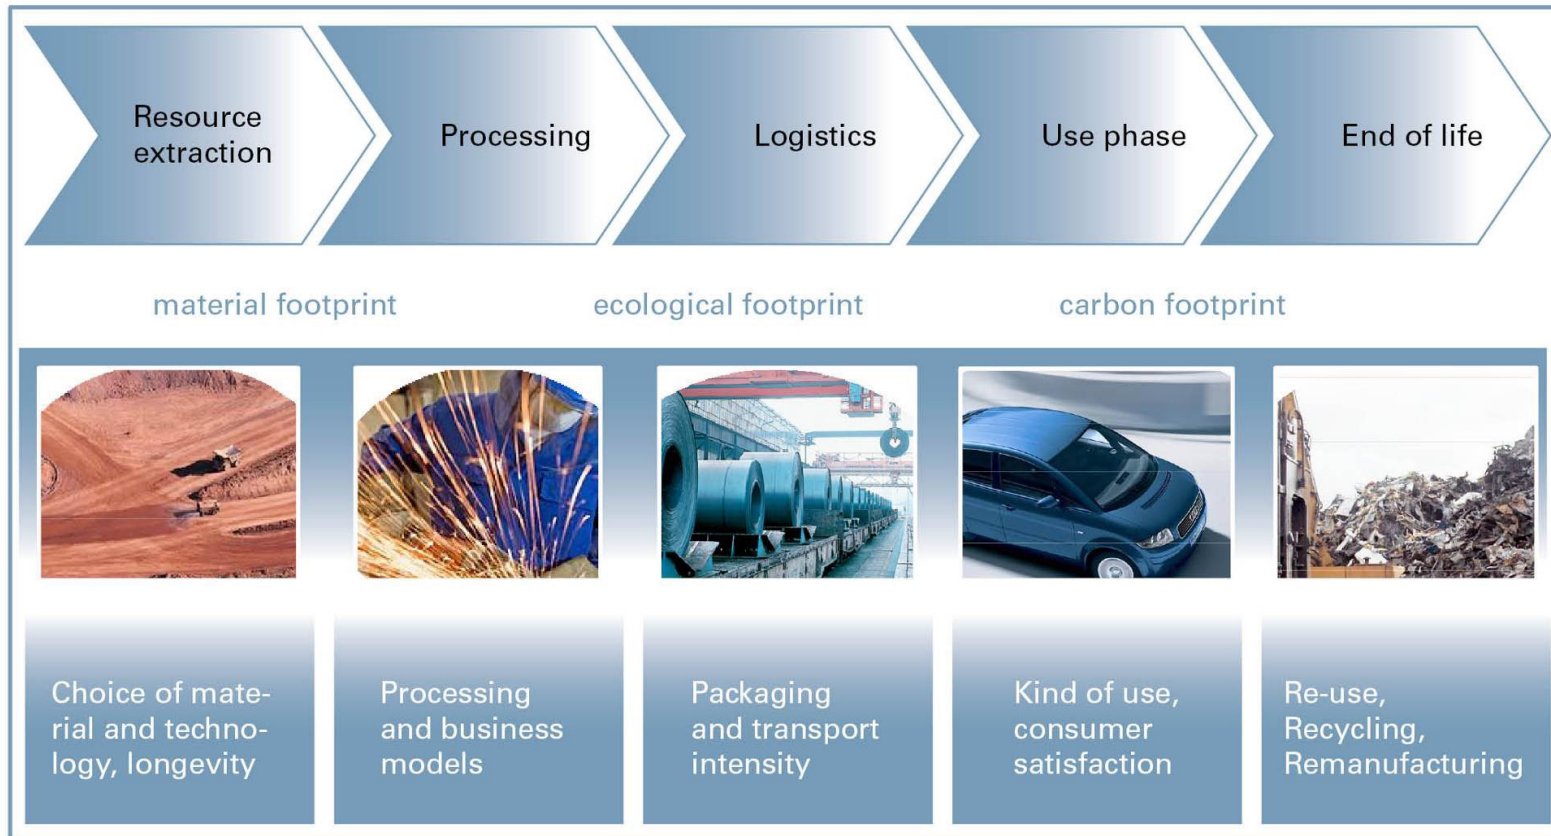 Resource
extraction
Processing
Logistics
Use phase
End of life
material footprint
ecological footprint
carbon footprint
Choice of mate-
rial and techno-
logy, longevity
Processing
and business
models
Packaging
and transport
intensity
Kind of use,
consumer
satisfaction
Re-use,
Recycling,
Remanufacturing